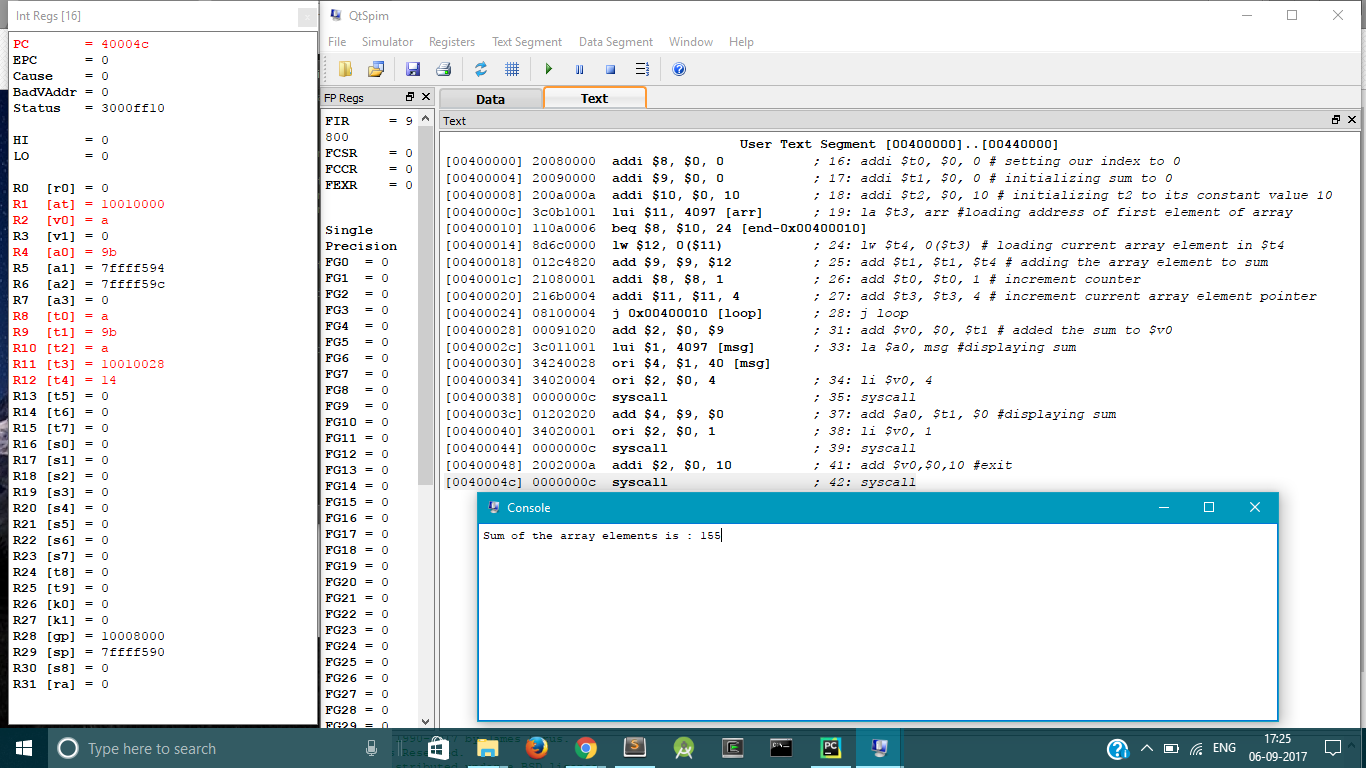 Int Regs [16]
PC = 40004c
EPC = 0
Cause = 0
BadVAddr = 0
Status = 3000ff10
HI = 0
LO = 0
R0 [r0] = 0
R1 [at] = 10010000
R2 [v0] = a
R3 [v1] = 0
R4 [a0] = 9b
R5 [a1] = 7ffff594
R6 [a2] = 7ffff59c
R7 [a3] = 0
R8 [t0] = a
R9 [t1] = 9b
R10 [t2] = a
R11 [t3] = 10010028
R12 [t4] = 14
R13 [t5] = 0
R14 [t6] = 0
R15 [t7] = 0
R16 [s0] = 0
R17 [s1] = 0
R18 [s2] = 0
R19 [s3] = 0
R20 [s4] = 0
R21 [s5] = 0
R22 [s6] = 0
R23 [s7] = 0
R24 [t8] = 0
R25 [t9] = 0
R26 [k0] = 0
R27 [k1] = 0
R28 [gp] = 10008000
R29 [sp] = 7ffff590
R30 [s8] = 0
R31 [ra] = 0
QtSpim
File Simulator Registers Text Segment Data Segment Window Help
FP Regs
FIR = 9
800
FCSR = 0
FCCR = 0
FEXR = 0
Single
Precision
FG0 = 0
FG1 = 0
FG2 = 0
FG3 = 0
FG4 = 0
FG5 = 0
FG6 = 0
FG7 = 0
FG8 = 0
FG9 = 0
FG10 = 0
FG11 = 0
FG12 = 0
FG13 = 0
FG14 = 0
FG15 = 0
FG16 = 0
FG17 = 0
FG18 = 0
FG19 = 0
FG20 = 0
FG21 = 0
FG22 = 0
FG23 = 0
FG24 = 0
FG25 = 0
FG26 = 0
FG27 = 0
FG28 = 0
FG29 = 0
Data Text
Text
User Text Segment [00400000]..[00440000]
[00400000] 20080000 addi $8, $0, 0 ; 16: addi $t0, $0, 0 # setting our index to 0
[00400004] 20090000 addi $9, $0, 0 ; 17: addi $t1, $0, 0 # initializing sum to 0
[00400008] 200a000a addi $10, $0, 10 ; 18: addi $t2, $0, 10 # initializing t2 to its constant value 10
[0040000c] 3c0b1001 lui $11, 4097 [arr] ; 19: la $t3, arr #loading address of first element of array
[00400010] 110a0006 beq $8, $10, 24 [end-0x00400010]
[00400014] 8d6c0000 lw $12, 0($11) ; 24: lw $t4, 0($t3) # loading current array element in $t4
[00400018] 012c4820 add $9, $9, $12 ; 25: add $t1, $t1, $t4 # adding the array element to sum
[0040001c] 21080001 addi $8, $8, 1 ; 26: add $t0, $t0, 1 # increment counter
[00400020] 216b0004 addi $11, $11, 4 ; 27: add $t3, $t3, 4 # increment current array element pointer
[00400024] 08100004 j 0x00400010 [loop] ; 28: j loop
[00400028] 00091020 add $2, $0, $9 ; 31: add $v0, $0, $t1 # added the sum to $v0
[0040002c] 3c011001 lui $1, 4097 [msg] ; 33: la $a0, msg #displaying sum
[00400030] 34240028 ori $4, $1, 40 [msg]
[00400034] 34020004 ori $2, $0, 4 ; 34: li $v0, 4
[00400038] 0000000c syscall ; 35: syscall
[0040003c] 01202020 add $4, $9, $0 ; 37: add $a0, $t1, $0 #displaying sum
[00400040] 34020001 ori $2, $0, 1 ; 38: li $v0, 1
[00400044] 0000000c syscall ; 39: syscall
[00400048] 2002000a addi $2, $0, 10 ; 41: add $v0,$0,10 #exit
[0040004c] 0000000c syscall ; 42: syscall
Console
Sum of the array elements is : 155
Type here to search
ENG
17:25
06-09-2017